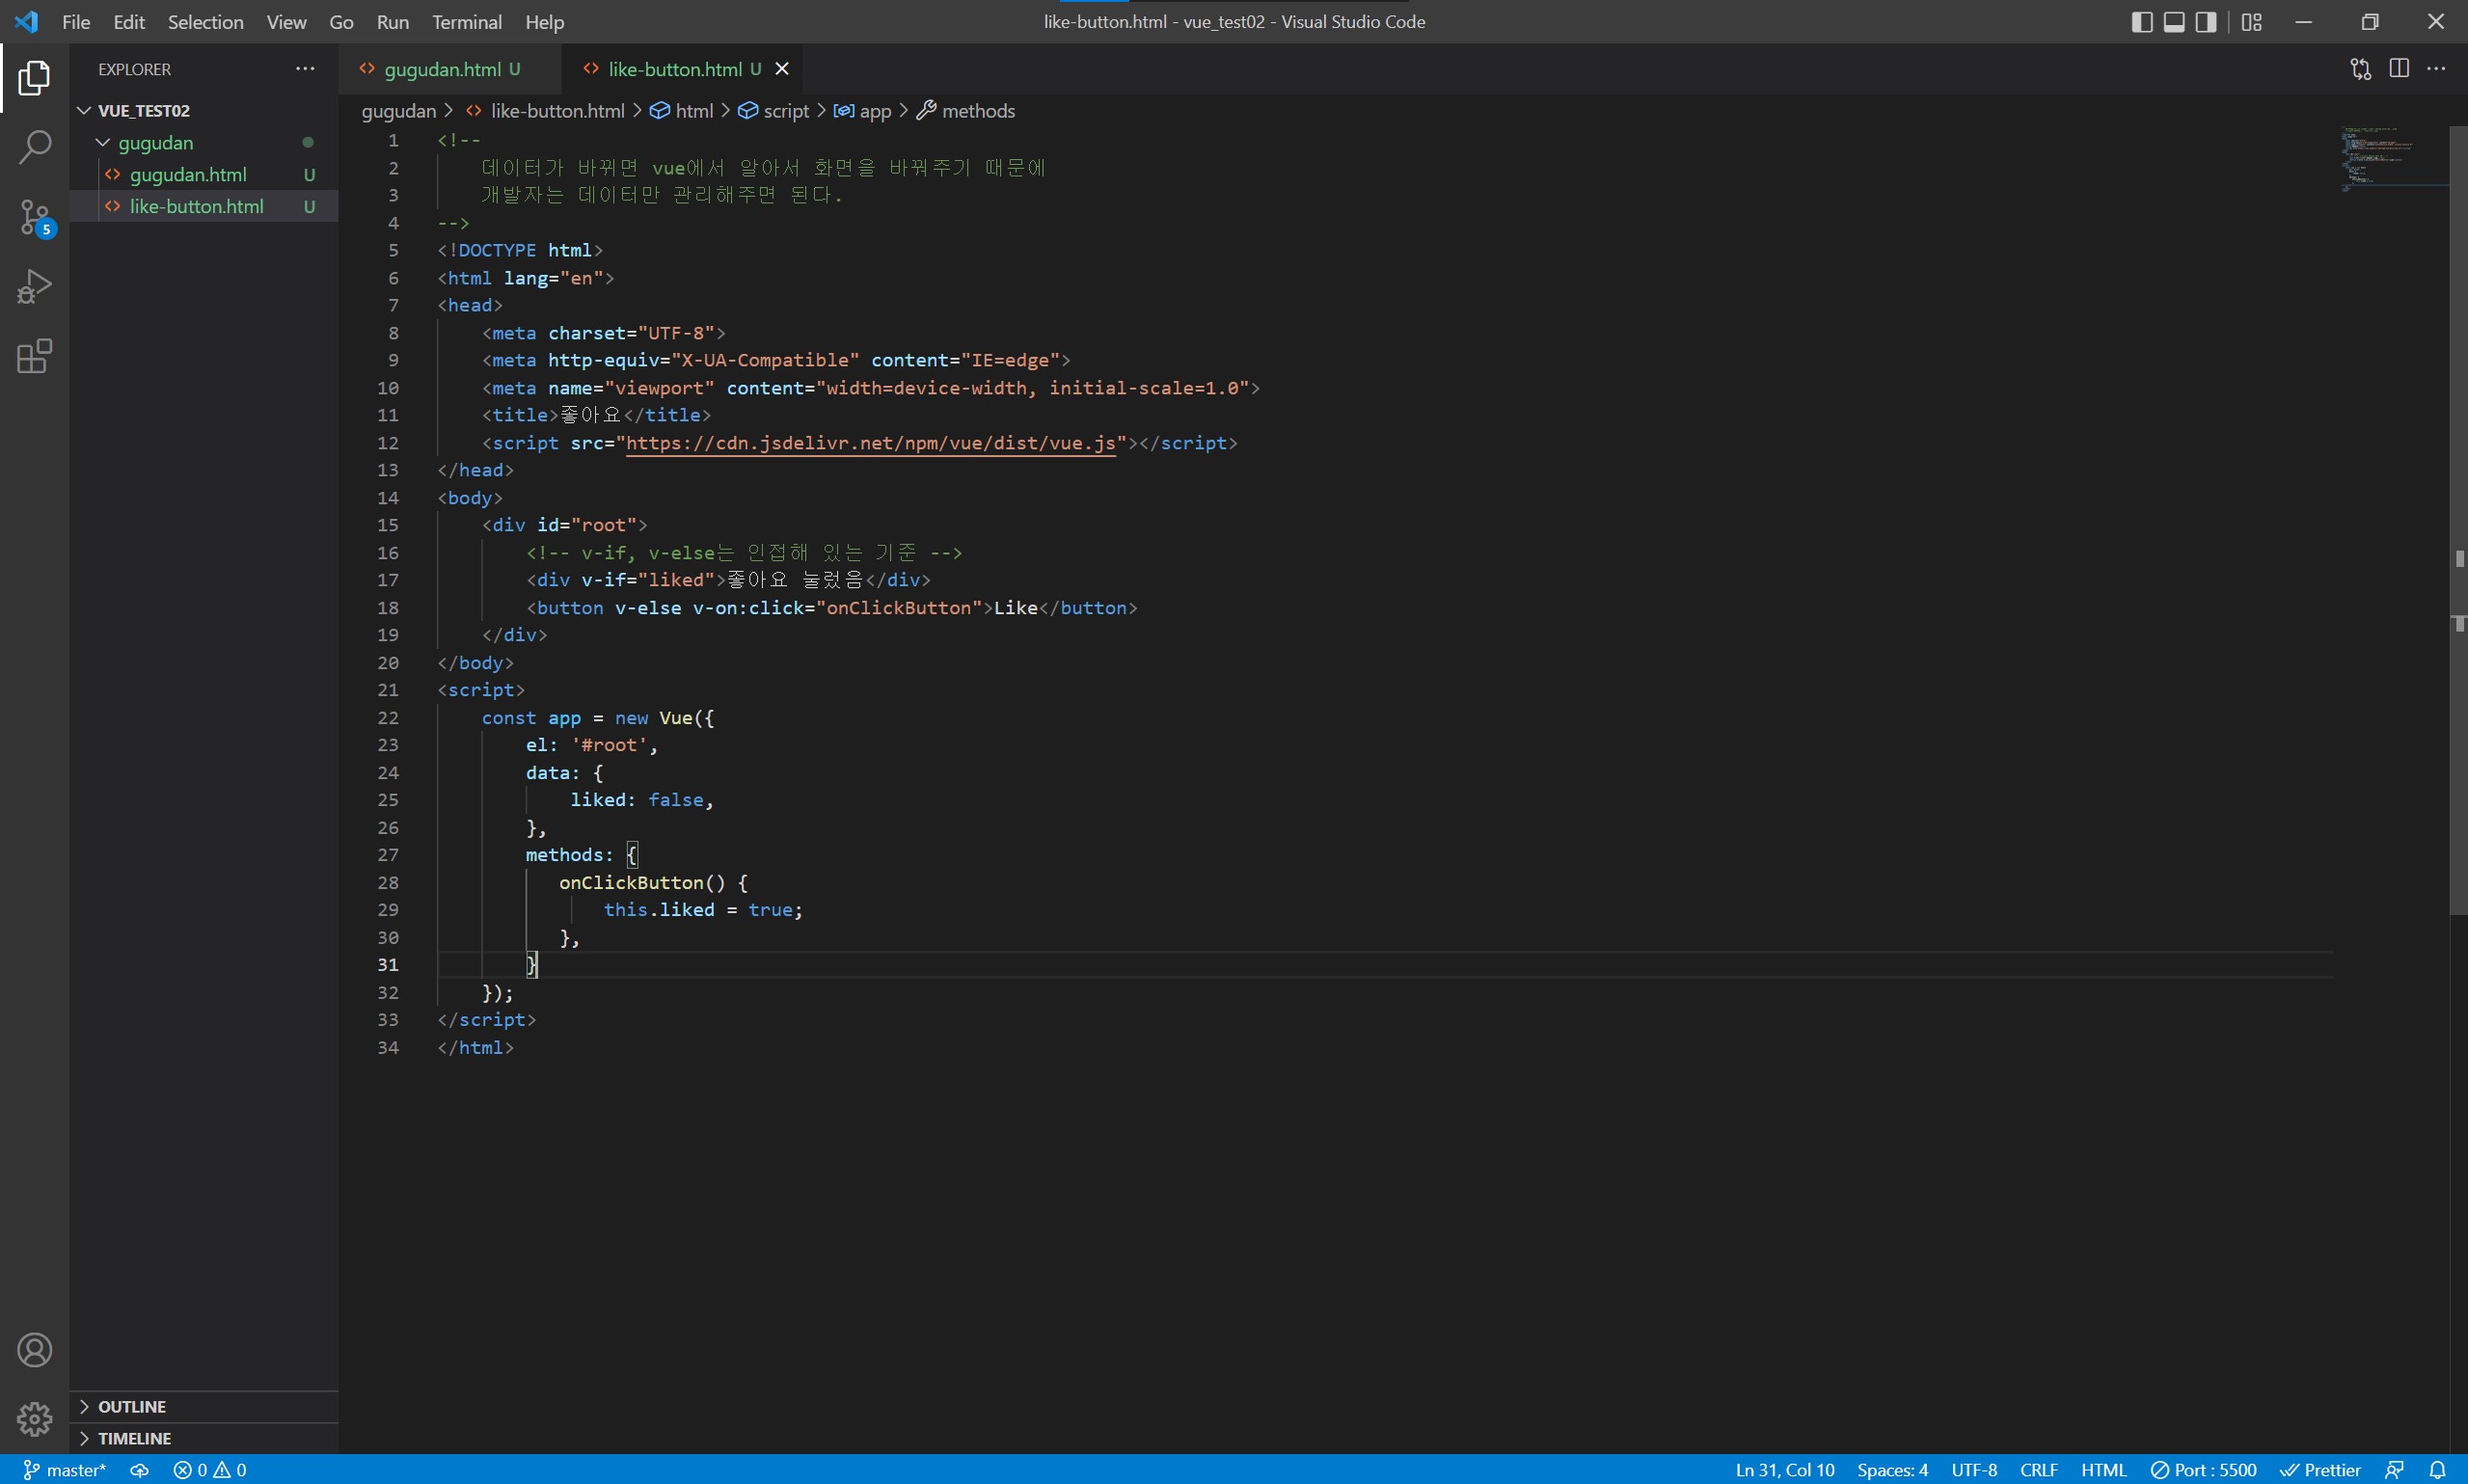 File Edit Selection View Go Run Terminal Help
like-button.html - vue_test02 - Visual Studio Code
EXPLORER
gugudan.html U
like-button.html U
VUE_TEST02
gugudan
gugudan.html U
like-button.html U
5
gugudan > like-button.html > html > script > app > methods
1 <!--
2 데이터가 바뀌면 vue에서 알아서 화면을 바꿔주기 때문에
3 개발자는 데이터만 관리해주면 된다.
4 -->
5 <!DOCTYPE html>
6 <html lang="en">
7 <head>
8 <meta charset="UTF-8">
9 <meta http-equiv="X-UA-Compatible" content="IE=edge">
10 <meta name="viewport" content="width=device-width, initial-scale=1.0">
11 <title>좋아요</title>
12 <script src="https://cdn.jsdelivr.net/npm/vue/dist/vue.js"></script>
13 </head>
14 <body>
15 <div id="root">
16 <!-- v-if, v-else는 인접해 있는 기준 -->
17 <div v-if="liked">좋아요 눌렀음</div>
18 <button v-else v-on:click="onClickButton">Like</button>
19 </div>
20 </body>
21 <script>
22 const app = new Vue({
23 el: '#root',
24 data: {
25 liked: false,
26 },
27 methods: {
28 onClickButton() {
29 this.liked = true;
30 },
31 }
32 });
33 </script>
34 </html>
OUTLINE
TIMELINE
master* 0 0
Ln 31, Col 10 Spaces: 4 UTF-8 CRLF HTML Port : 5500 Prettier